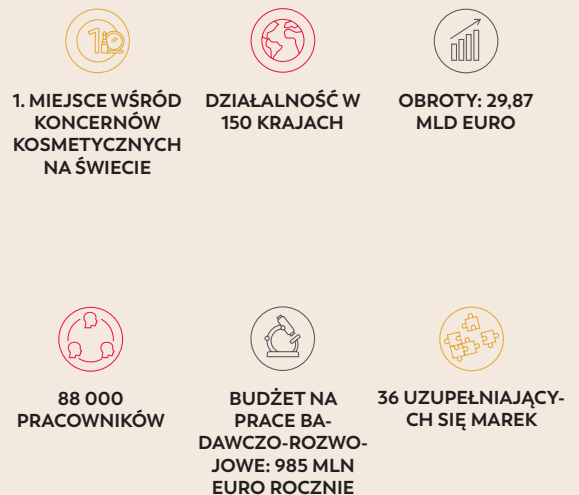 1. MIEJSCE WŚRÓD
KONCERNÓW
KOSMETYCZNYCH
NA ŚWIECIE
DZIAŁALNOŚĆ W
150 KRAJACH
OBROTY: 29,87
MLD EURO
88 000
PRACOWNIKÓW
BUDŻET NA
PRACE BA-
DAWCZO-ROZWO-
JOWE: 985 MLN
EURO ROCZNIE
36 UZUPEŁNIAJĄCY-
CH SIĘ MAREK